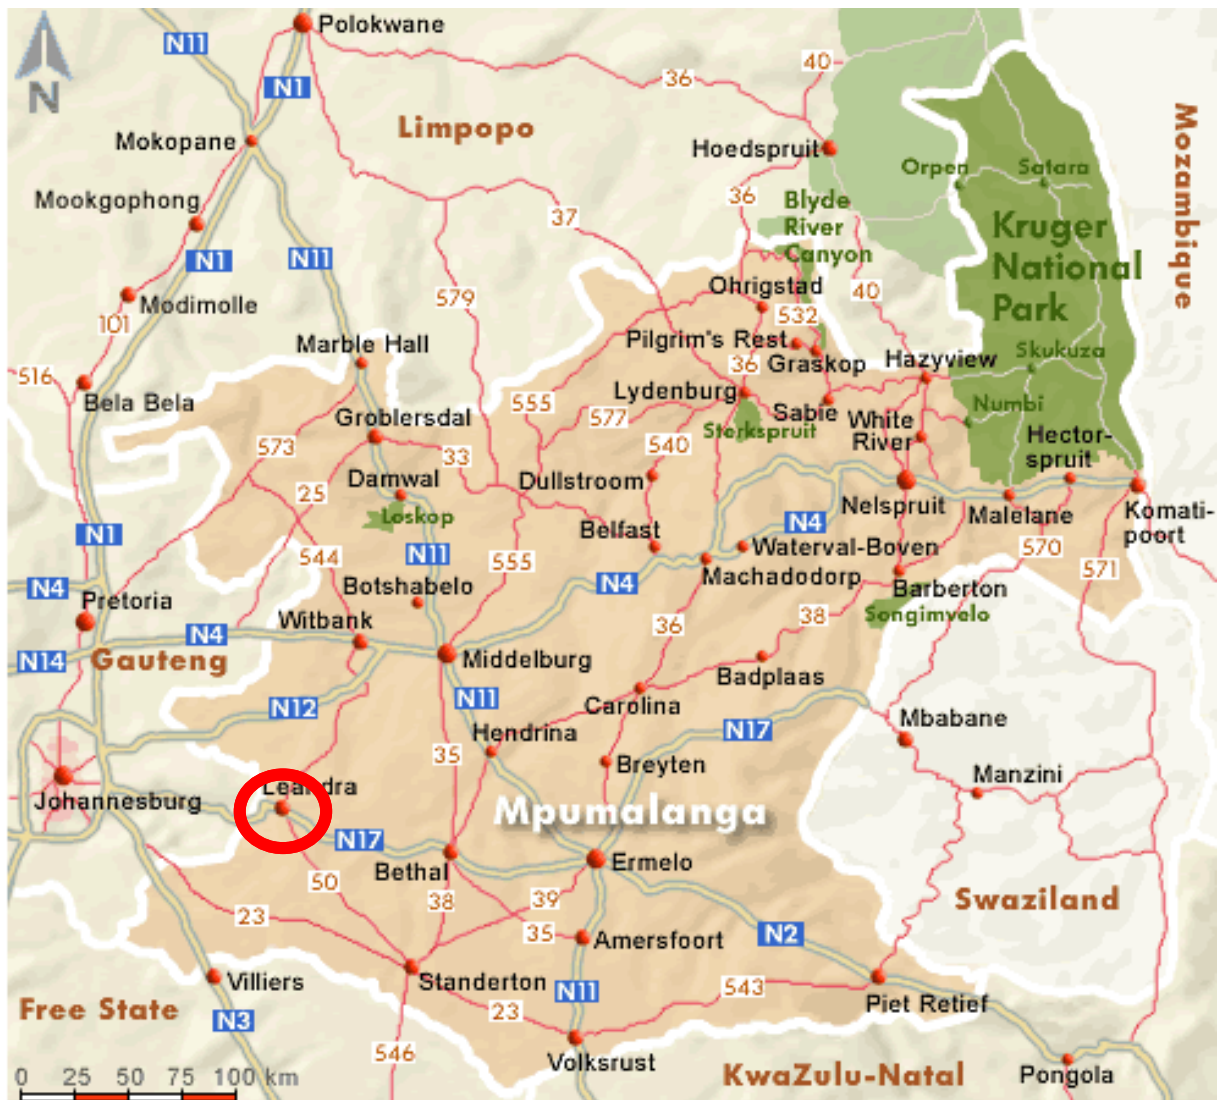 Polokwane
N11
40
36
N1
N
Limpopo
Mozambique
Mokopane
Hoedspruit
Orpen
Satara
Mookgophong
36
Blyde
River
Canyon
37
Kruger
National
Park
N1
N11
Ohrigstad
40
579
Modimolle
532
101
Pilgrim's Rest
Marble Hall
Graskop
Hazyview
Skukuza
36
516
Lydenburg
Bela Bela
555
577
Sabie
Numbi
Groblersdal
White
River
Sterkspruit
Hector-
spruit
573
33
540
Damwal
Dullstroom
25
Nelspruit
Malelane
Komati-
poort
Loskop
N1
Belfast
N4
544
N11
Waterval-Boven
570
555
571
Machadodorp
N4
Botshabelo
N4
Barberton
Pretoria
Songimvelo
38
Witbank
N4
36
N14
Gauteng
Middelburg
Badplaas
N11
Carolina
N12
Mbabane
Hendrina
N17
35
Breyten
Manzini
Leandra
Johannesburg
Mpumalanga
N17
Bethal
Ermelo
50
39
38
Swaziland
23
35
Amersfoort
N2
Villiers
Standerton
543
N11
Piet Retief
Free State
N3
23
546
Volksrust
KwaZulu-Natal
Pongola
0 25 50 75 100 km